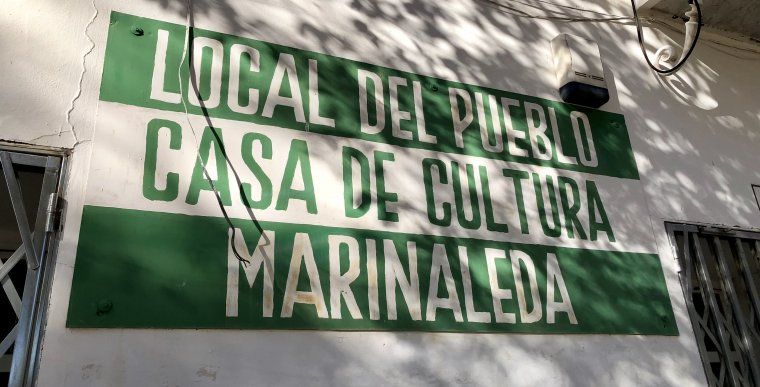 LOCAL DEL PUEBLO
CASA DE CULTURA
MARINALEDA